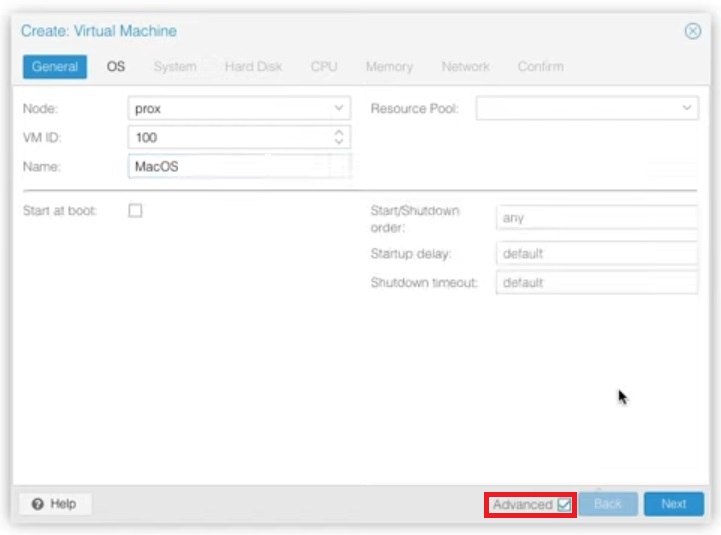 Create: Virtual Machine
General OS System Hard Disk CPU Memory Network Confirm
Node: prox Resource Pool:
VM ID: 100
Name: MacOS
Start at boot: Start/Shutdown order: any
Startup delay: default
Shutdown timeout: default
Help Advanced Back Next